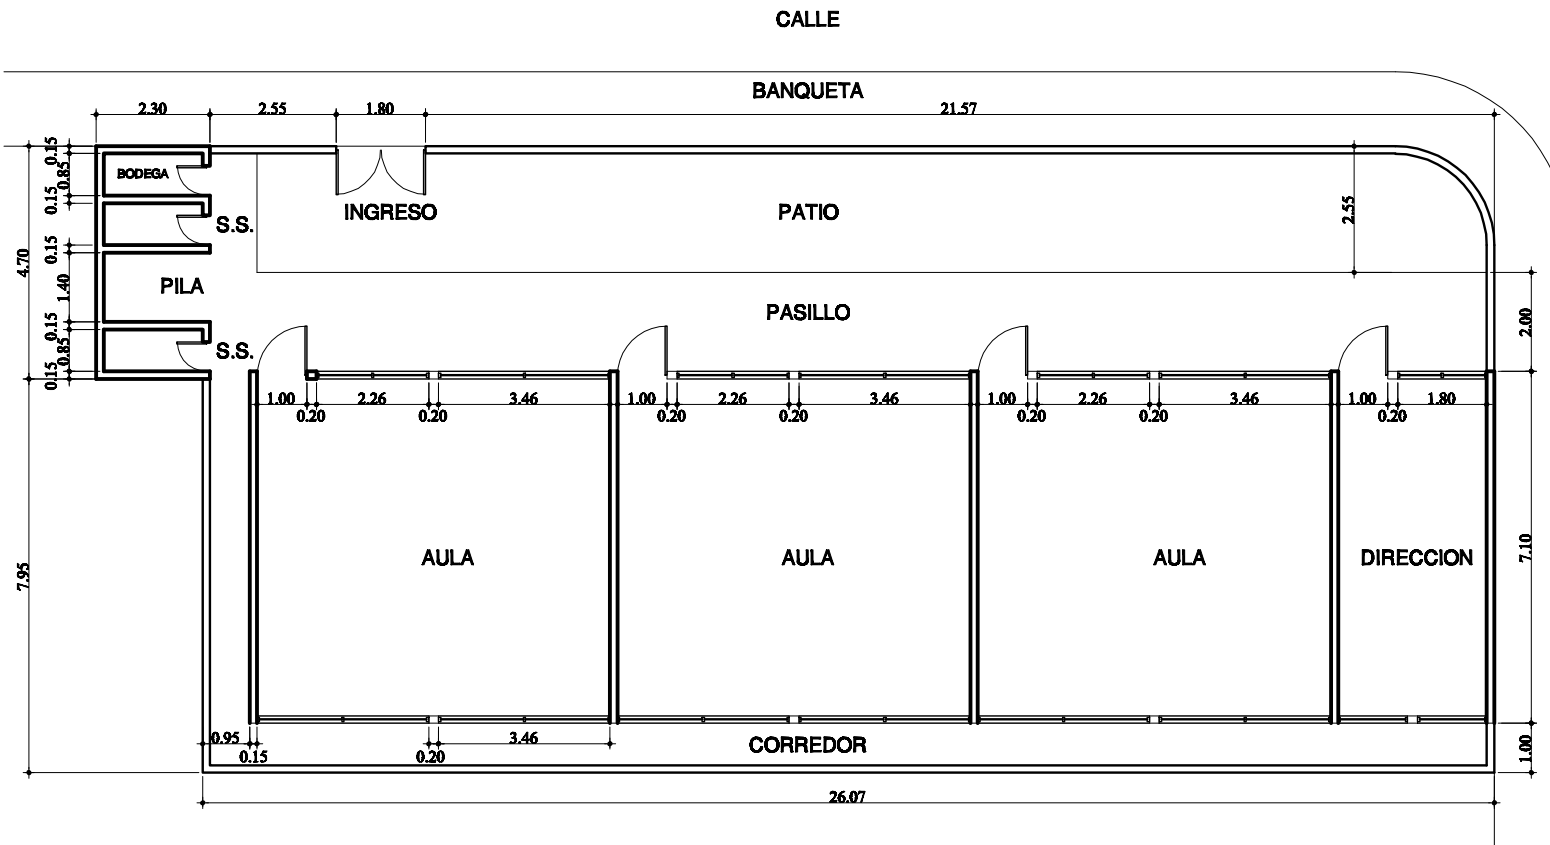 CALLE
BANQUETA
2.30 2.55 1.80 21.57
0.15
0.85
BODEGA
0.15
S.S.
INGRESO
PATIO
2.55
0.15
4.70
1.40
PILA
PASILLO
2.00
0.15
0.85
S.S.
0.15
1.00 2.26 3.46 1.00 2.26 3.46 1.00 2.26 3.46 1.00 1.80
0.20 0.20 0.20 0.20 0.20 0.20 0.20
AULA AULA AULA DIRECCION
7.10
7.95
0.95 3.46 CORREDOR
0.15 0.20
1.00
26.07